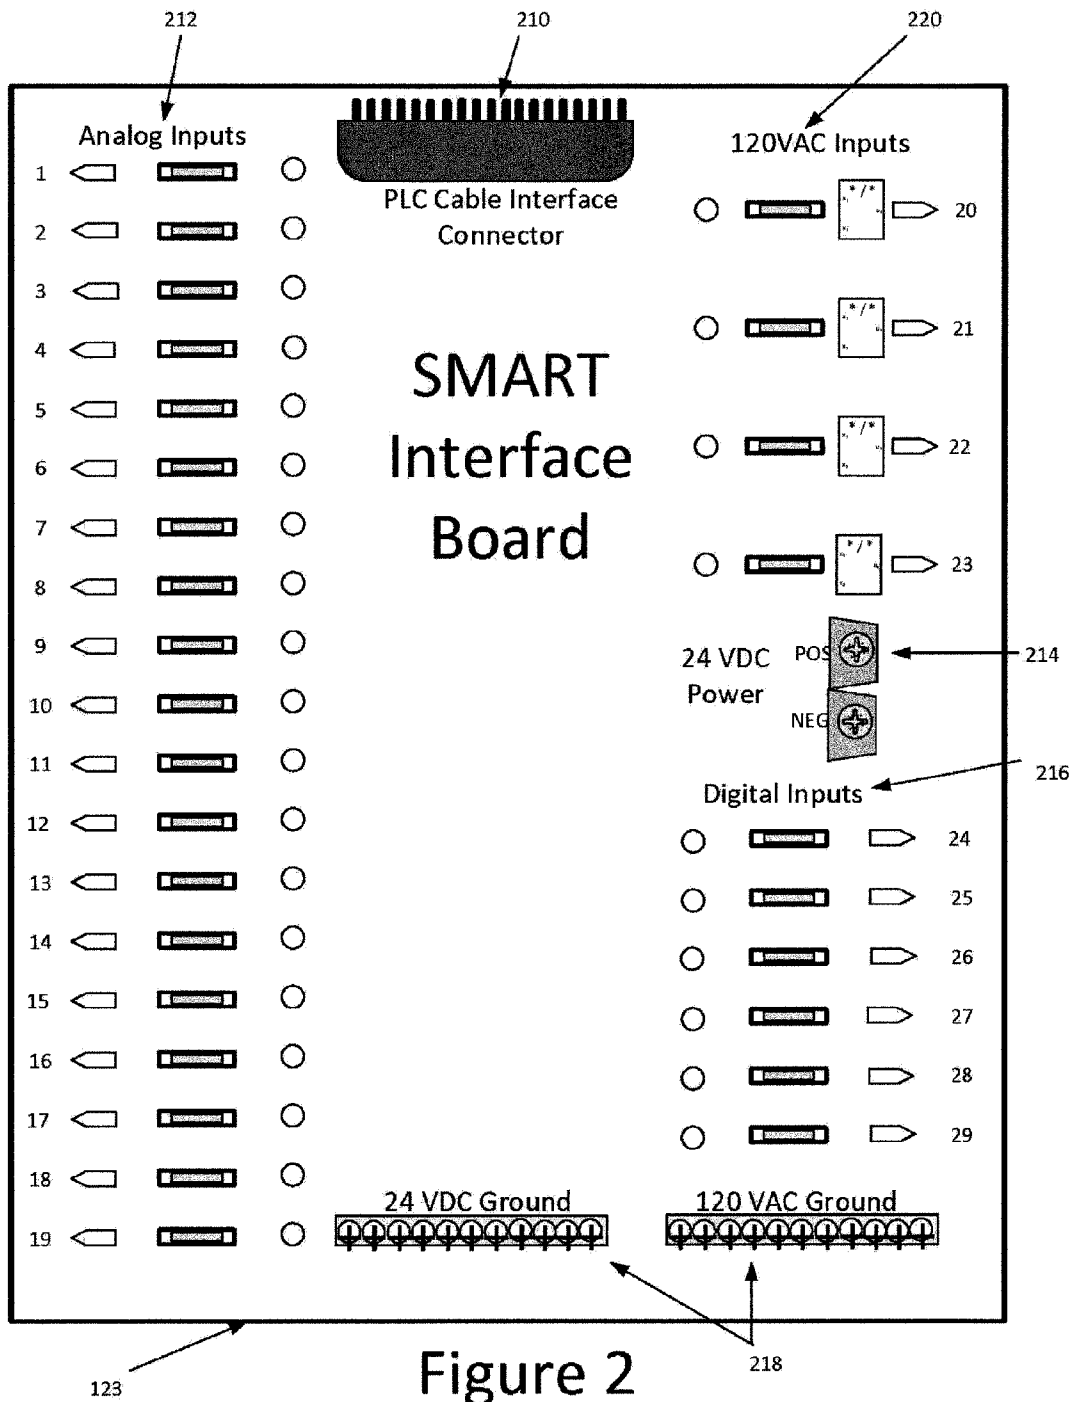 212 210 220
Analog Inputs
120VAC Inputs
PLC Cable Interface
Connector
1
2
3
4
5
6
7
8
9
10
11
12
13
14
15
16
17
18
19
SMART
Interface
Board
* / *
20
* / *
21
* / *
22
* / *
23
24 VDC
Power
POS
NEG
214
216
Digital Inputs
24
25
26
27
28
29
24 VDC Ground
120 VAC Ground
218
123
Figure 2